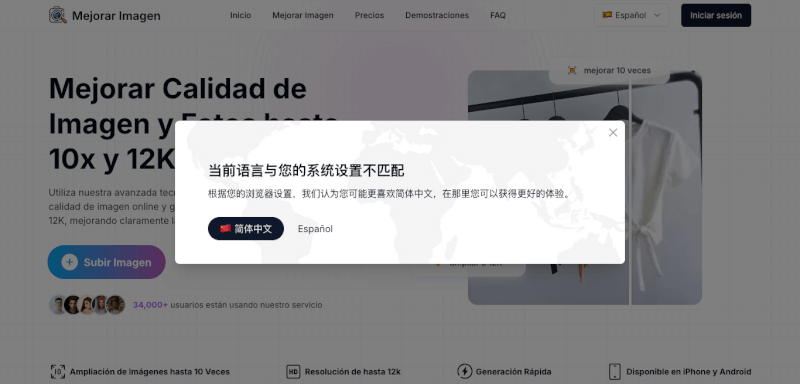 Mejorar Imagen
Inicio Mejorar Imagen Precios Demostraciones FAQ
Español
Iniciar sesión
mejorar 10 veces
Mejorar Calidad de
Imagen y Fotos hasta
10x y 12K
当前语言与您的系统设置不匹配
根据您的浏览器设置，我们认为您可能更喜欢简体中文，在那里您可以获得更好的体验。
简体中文 Español
Utiliza nuestra avanzada
calidad de imagen online y
12K, mejorando claramente
Subir Imagen
34,000+ usuarios están usando nuestro servicio
Ampliación de imágenes hasta 10 Veces
HD Resolución de hasta 12k
Generación Rápida
Disponible en iPhone y Android